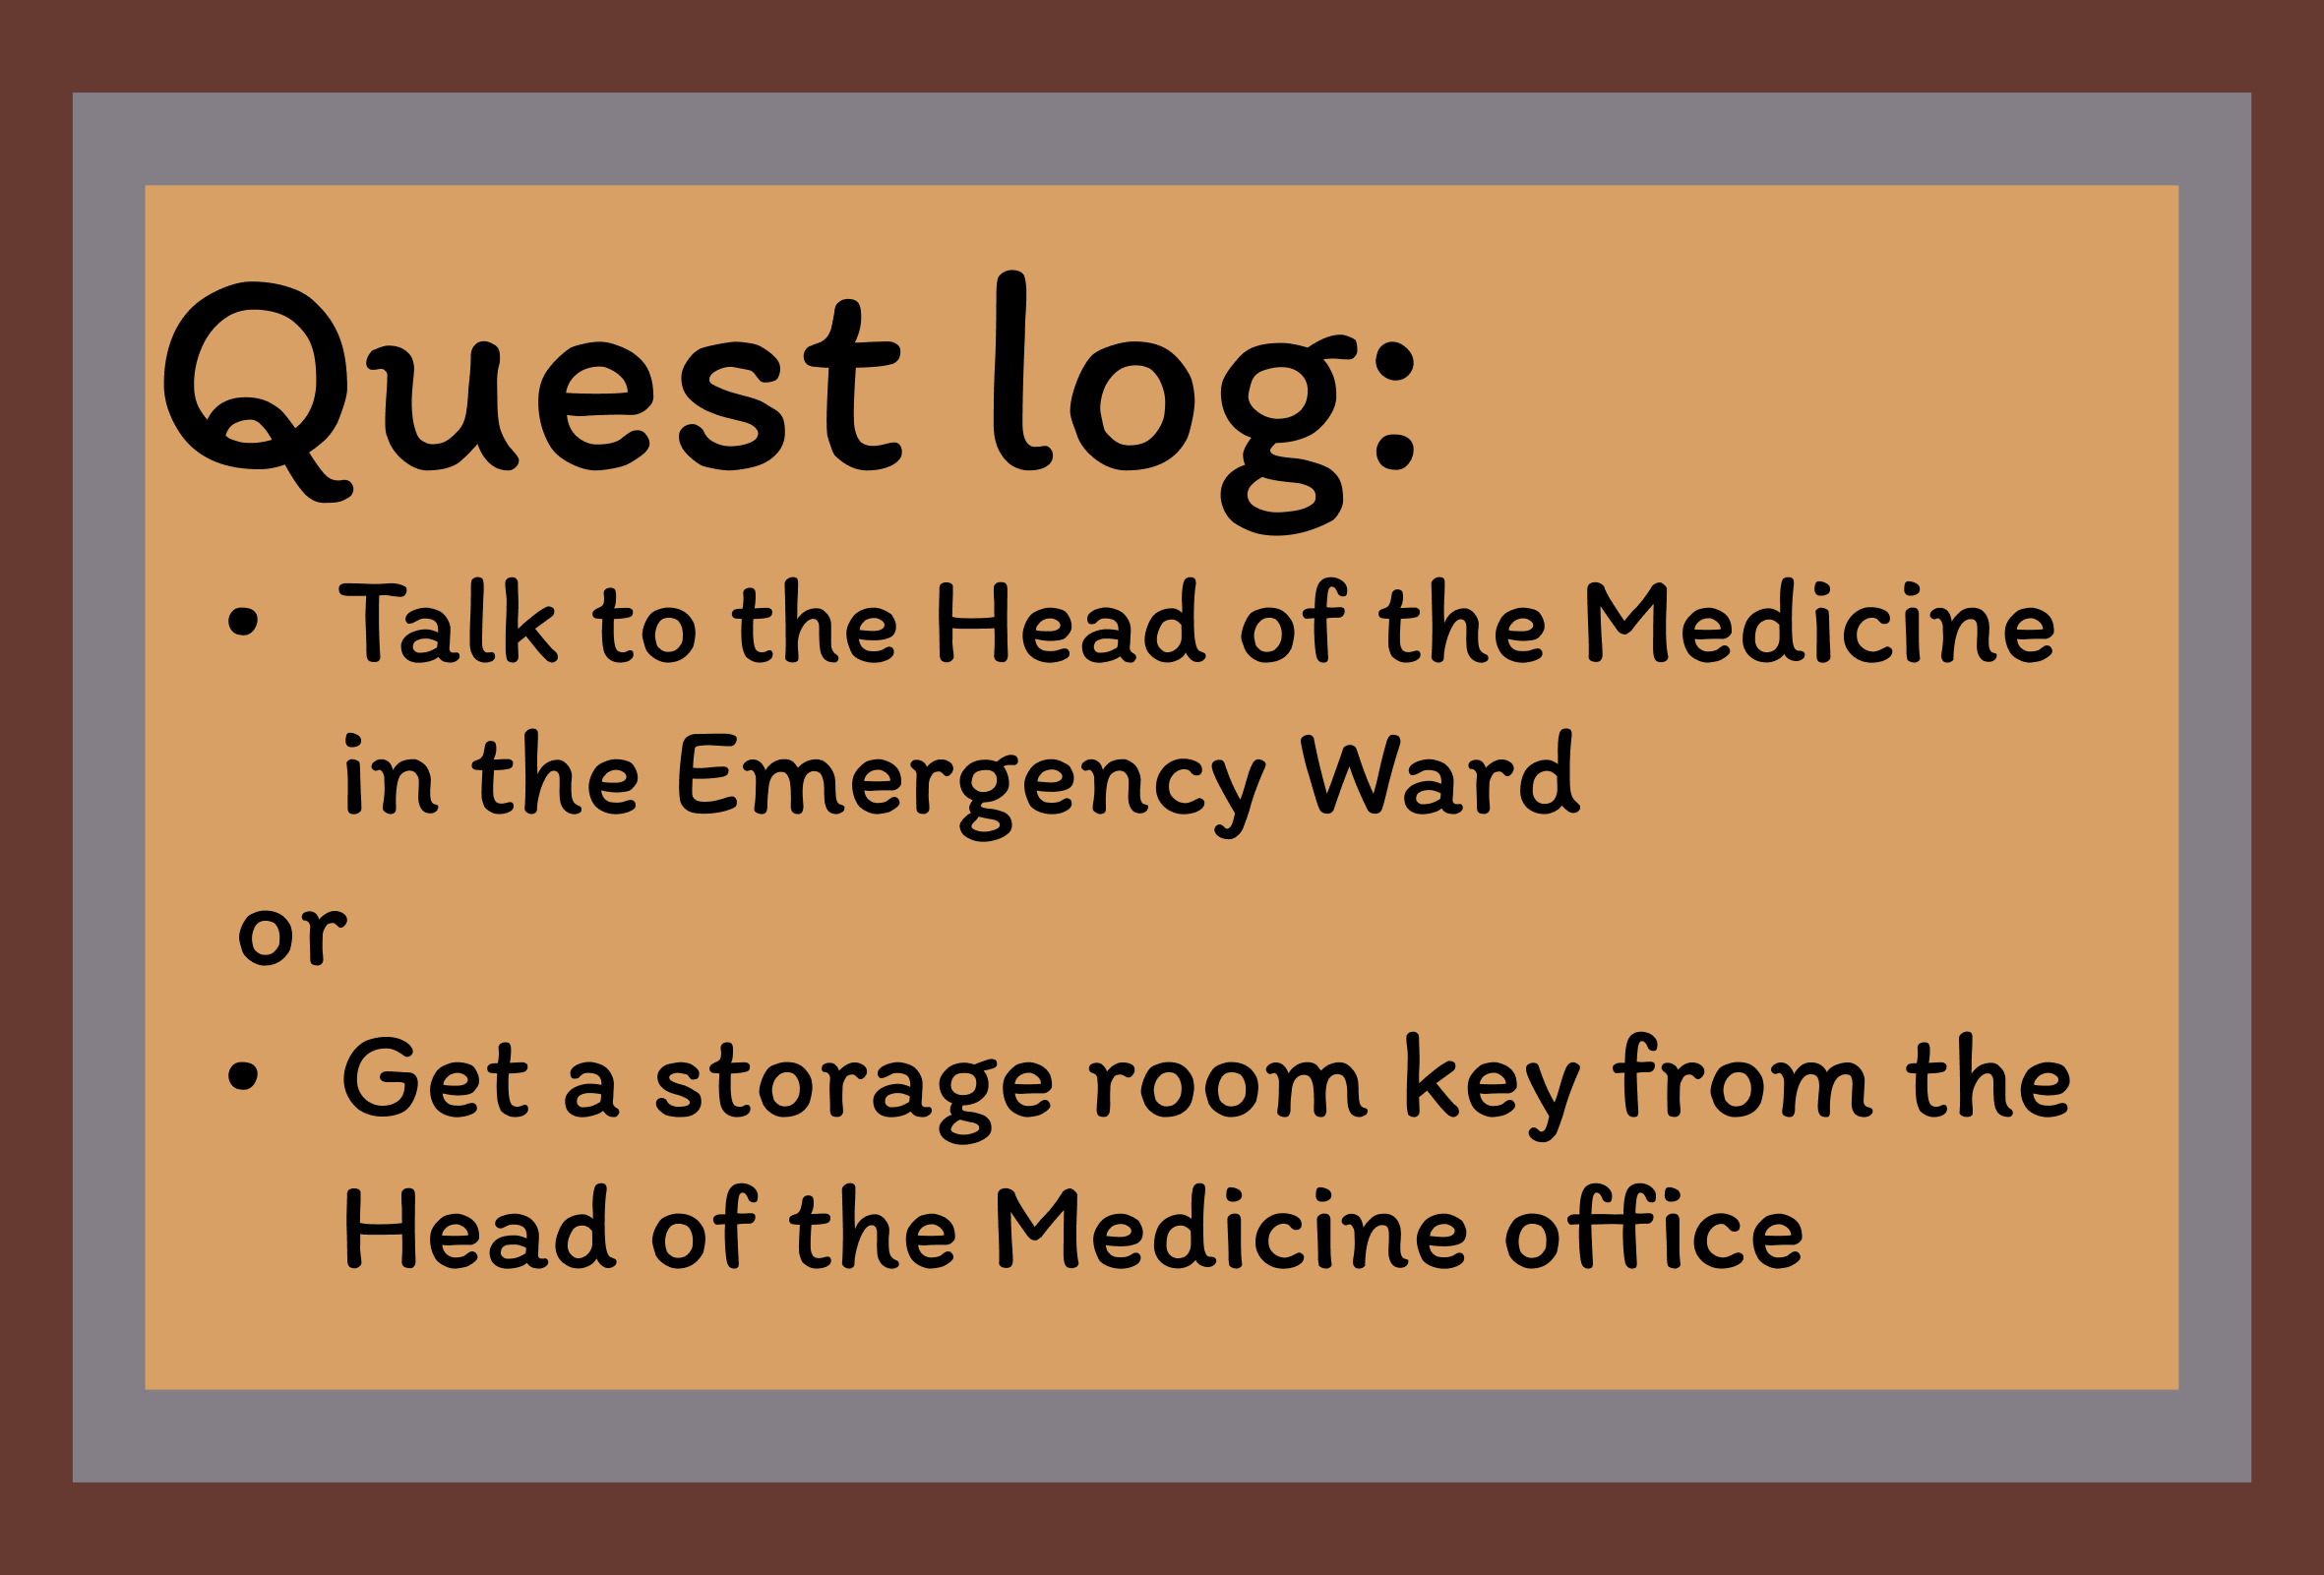 Quest log:
• Talk to the Head of the Medicine
in the Emergency Ward
or
• Get a storage room key from the
Head of the Medicine office